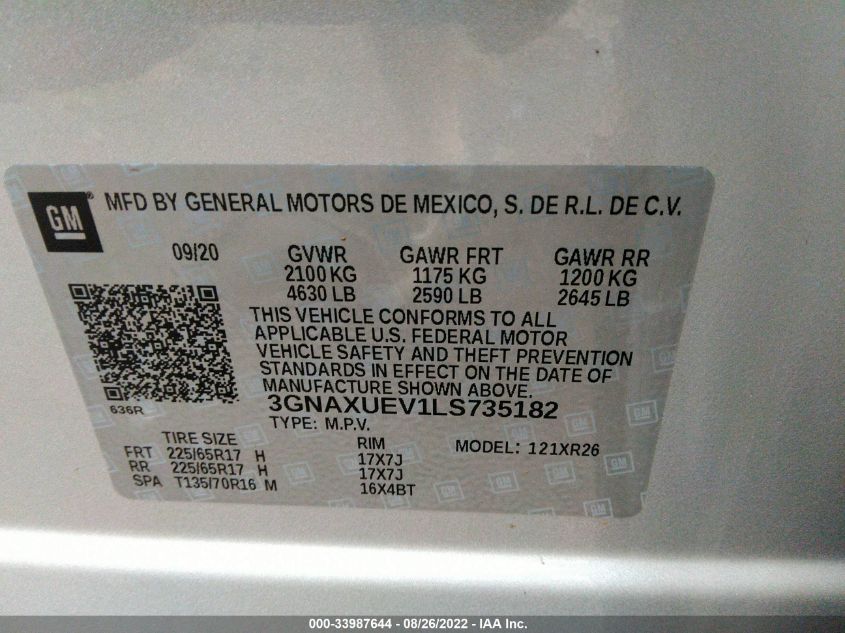 GM
®
MFD BY GENERAL MOTORS DE MEXICO, S. DE R.L. DE C.V.
09/20 GVWR GAWR FRT GAWR RR
2100 KG 1175 KG 1200 KG
4630 LB 2590 LB 2645 LB
THIS VEHICLE CONFORMS TO ALL
APPLICABLE U.S. FEDERAL MOTOR
VEHICLE SAFETY AND THEFT PREVENTION
STANDARDS IN EFFECT ON THE DATE OF
MANUFACTURE SHOWN ABOVE.
636R
3GNAXUEV1LS735182
TYPE: M.P.V.
TIRE SIZE RIM MODEL: 121XR26
FRT 225/65R17 H 17X7J
RR 225/65R17 H 17X7J
SPA T135/70R16 M 16X4BT
000-33987644 - 08/26/2022 - IAA Inc.